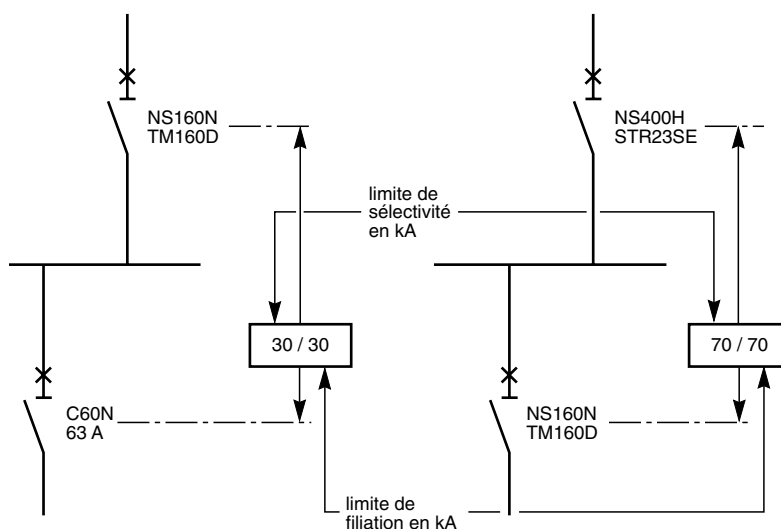 NS160N
TM160D
NS400H
STR23SE
limite de
sélectivité
en kA
30 / 30
70 / 70
C60N
63 A
NS160N
TM160D
limite de
filiation en kA